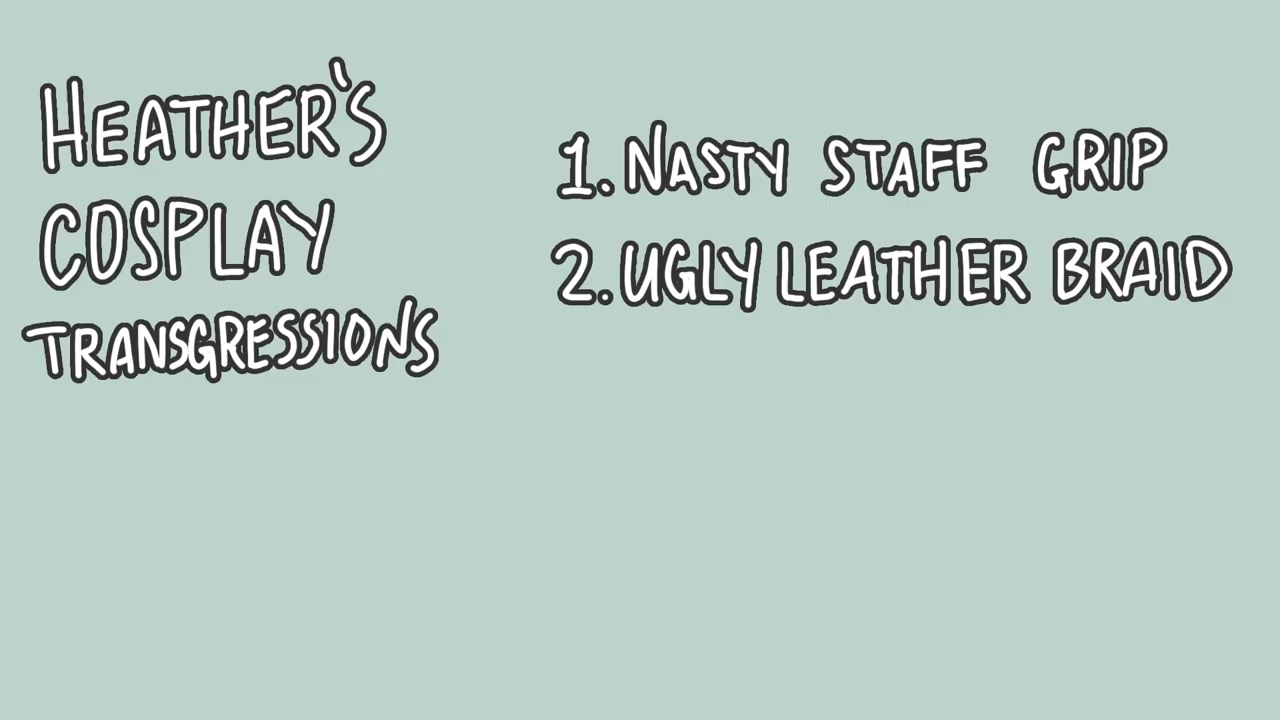 HEATHER'S
COSPLAY
TRANSGRESSIONS
1. NASTY STAFF GRIP
2. UGLY LEATHER BRAID